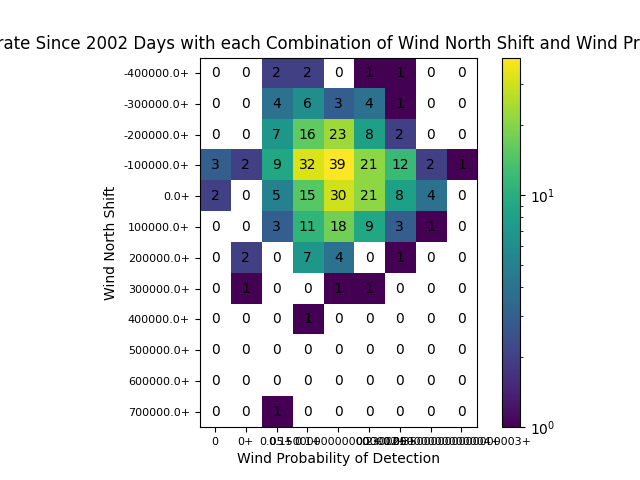 rate Since 2002 Days with each Combination of Wind North Shift and Wind Pr
-400000.0+ 0 0 2 2 0 1 1 0 0
-300000.0+ 0 0 4 6 3 4 1 0 0
-200000.0+ 0 0 7 16 23 8 2 0 0
-100000.0+ 3 2 9 32 39 21 12 2 1
0.0+ 2 0 5 15 30 21 8 4 0
100000.0+ 0 0 3 11 18 9 3 1 0
200000.0+ 0 2 0 7 4 0 1 0 0
300000.0+ 0 1 0 0 1 1 0 0 0
400000.0+ 0 0 0 1 0 0 0 0 0
500000.0+ 0 0 0 0 0 0 0 0 0
600000.0+ 0 0 0 0 0 0 0 0 0
700000.0+ 0 0 1 0 0 0 0 0 0
0 0+
Wind Probability of Detection
Wind North Shift
10^1
10^0